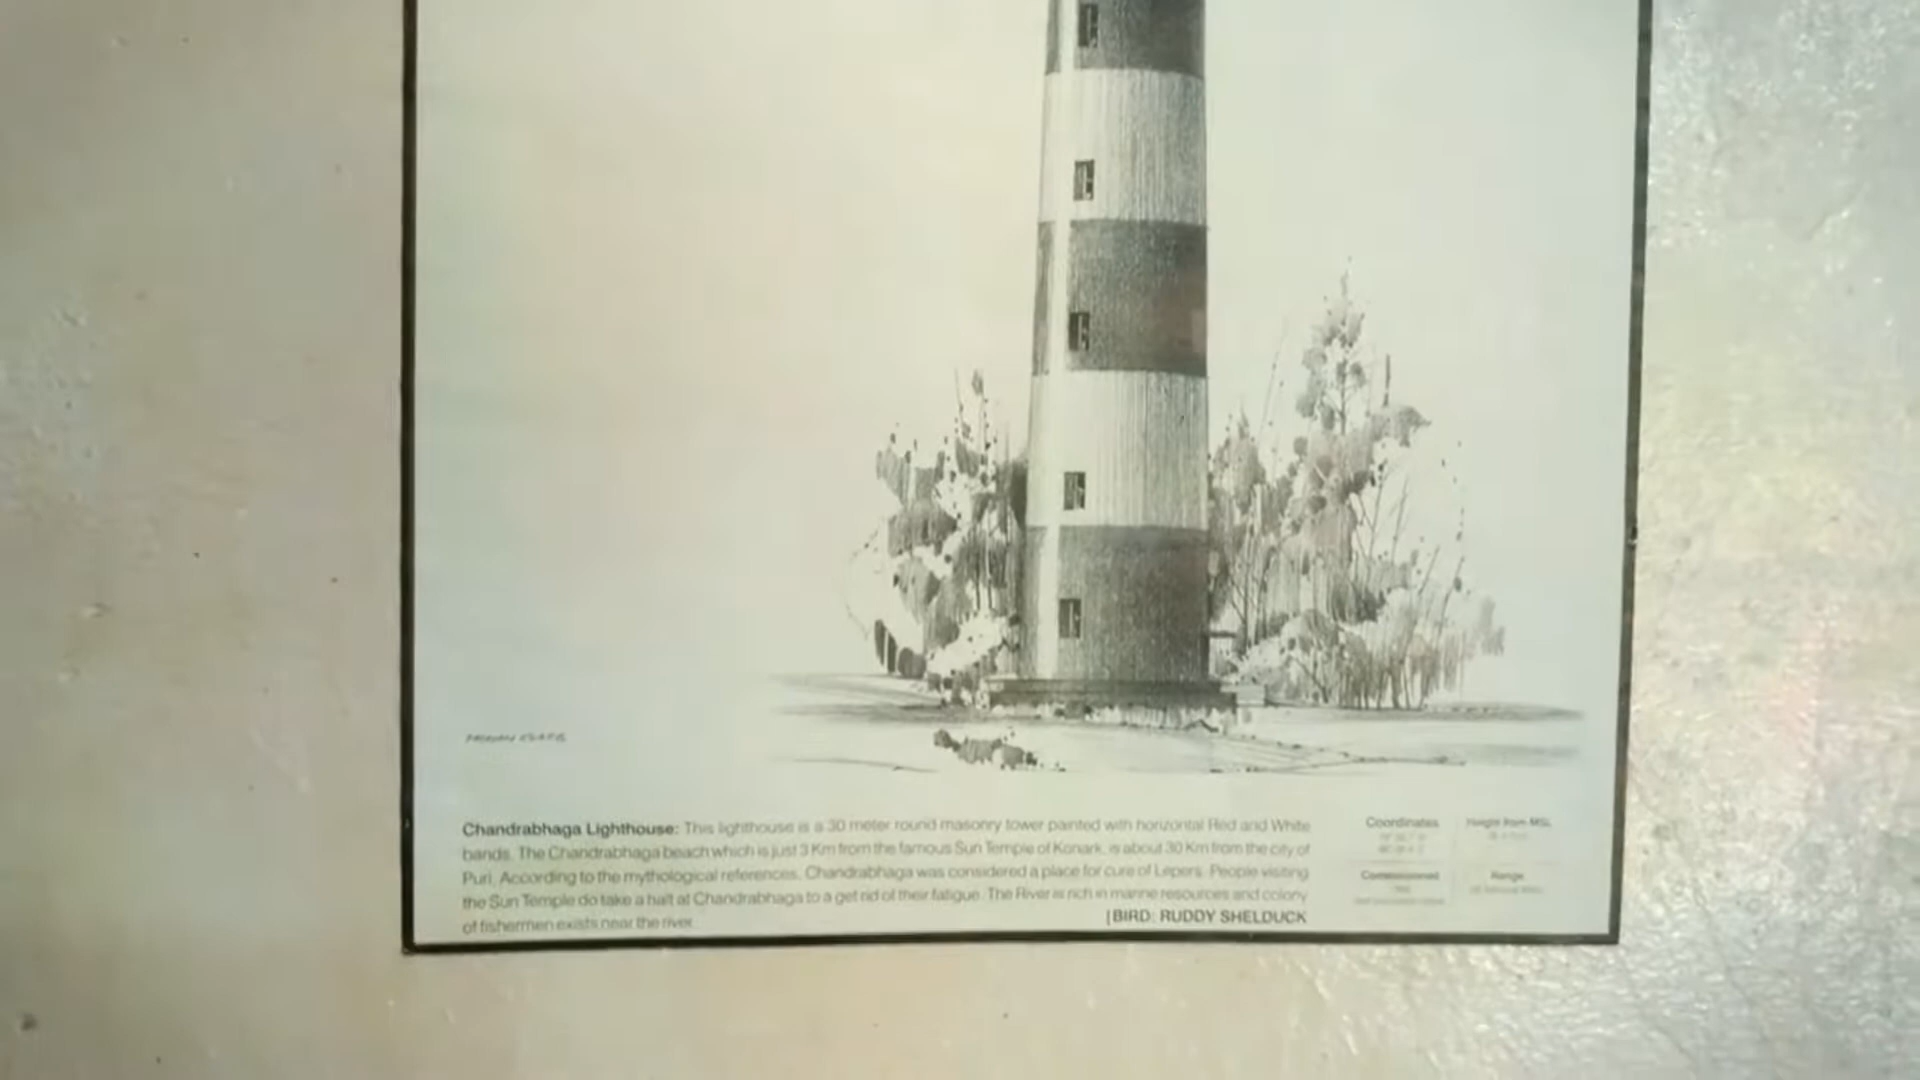 Chandrabhaga Lighthouse: This lighthouse is a 30 meter round masonry tower painted with horizontal Red and White
bands. The Chandrabhaga beach which is just 3 Km from the famous Sun Temple of Konark, is about 30 Km from the city of
Puri. According to the mythological references, Chandrabhaga was considered a place for cure of Lepers. People visiting
the Sun Temple do take a halt at Chandrabhaga to a get rid of their fatigue. The River is rich in marine resources and colony
of fishermen exists near the river.
[BIRD: RUDDY SHELDUCK
Coordinates
Height from MSL
Commissioned
Range